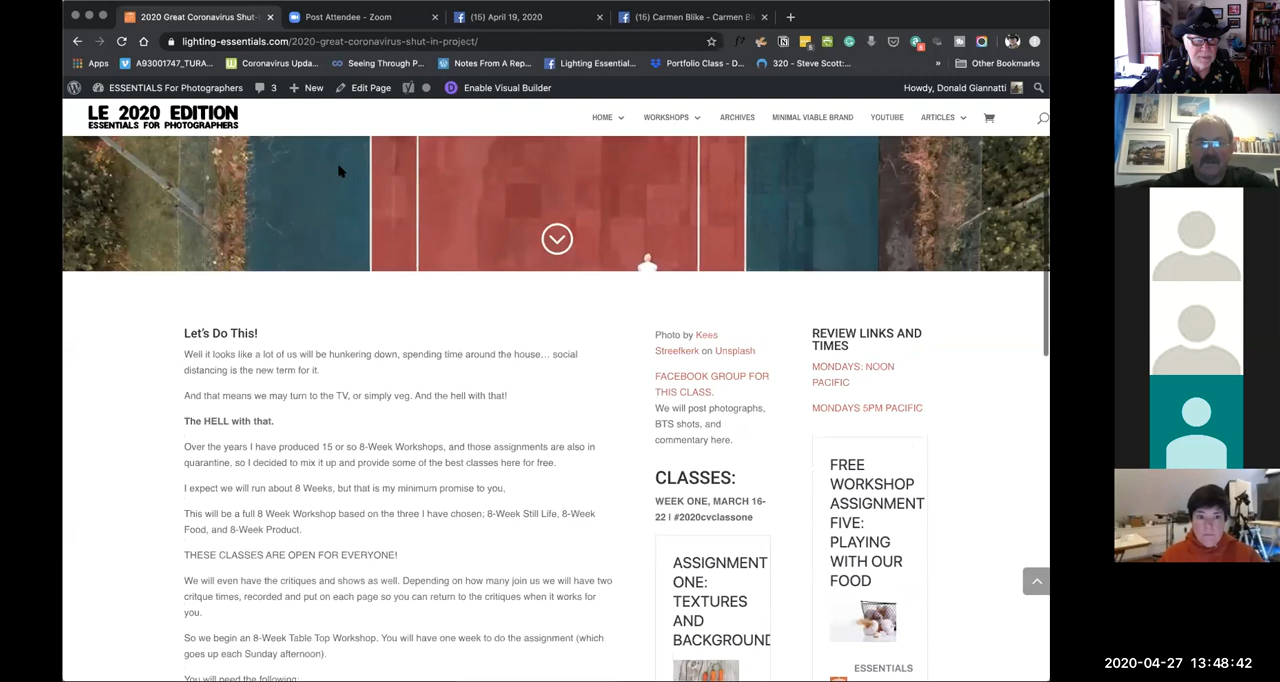 2020 Great Coronavirus Shut-
Post Attendee - Zoom
(15) April 19, 2020
(15) Carmen Blike - Carmen Bl
lighting-essentials.com/2020-great-coronavirus-shut-in-project/
Apps
A93001747_TURA...
Coronavirus Upda...
Seeing Through P...
Notes From A Rep...
Lighting Essential...
Portfolio Class - D...
320 - Steve Scott:...
Other Bookmarks
ESSENTIALS For Photographers
3
New
Edit Page
Enable Visual Builder
Howdy, Donald Giannatti
LE 2020 EDITION
ESSENTIALS FOR PHOTOGRAPHERS
HOME
WORKSHOPS
ARCHIVES
MINIMAL VIABLE BRAND
YOUTUBE
ARTICLES
Let's Do This!
Well it looks like a lot of us will be hunkering down, spending time around the house... social
distancing is the new term for it.
And that means we may turn to the TV, or simply veg. And the hell with that!
The HELL with that.
Over the years I have produced 15 or so 8-Week Workshops, and those assignments are also in
quarantine, so I decided to mix it up and provide some of the best classes here for free.
I expect we will run about 8 Weeks, but that is my minimum promise to you,
This will be a full 8 Week Workshop based on the three I have chosen; 8-Week Still Life, 8-Week
Food, and 8-Week Product.
THESE CLASSES ARE OPEN FOR EVERYONE!
We will even have the critiques and shows as well. Depending on how many join us we will have two
critque times, recorded and put on each page so you can return to the critiques when it works for
you.
So we begin an 8-Week Table Top Workshop. You will have one week to do the assignment (which
goes up each Sunday afternoon).
You will need the following:
Photo by Kees
Streefkerk on Unsplash
FACEBOOK GROUP FOR
THIS CLASS.
We will post photographs,
BTS shots, and
commentary here.
CLASSES:
WEEK ONE, MARCH 16-
22 | #2020cvclassone
ASSIGNMENT
ONE:
TEXTURES
AND
BACKGROUND
REVIEW LINKS AND
TIMES
MONDAYS: NOON
PACIFIC
MONDAYS 5PM PACIFIC
FREE
WORKSHOP
ASSIGNMENT
FIVE:
PLAYING
WITH OUR
FOOD
ESSENTIALS
2020-04-27 13:48:42